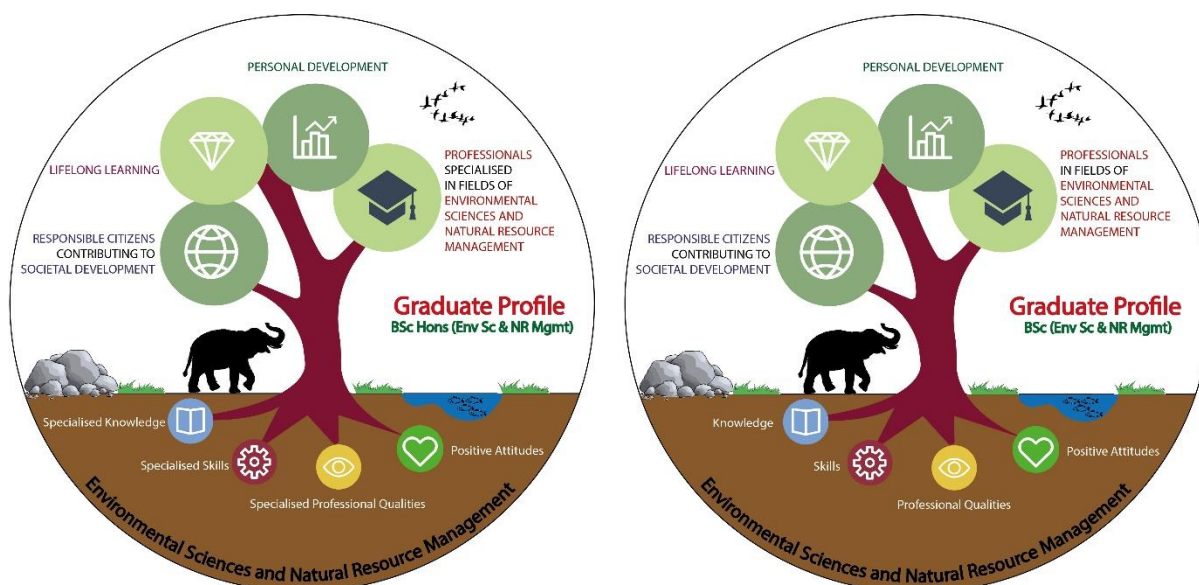 PERSONAL DEVELOPMENT
LIFELONG LEARNING
PROFESSIONALS
SPECIALISED
IN FIELDS OF
ENVIRONMENTAL
SCIENCES AND
NATURAL RESOURCE
MANAGEMENT
RESPONSIBLE CITIZENS
CONTRIBUTING TO
SOCIETAL DEVELOPMENT
Graduate Profile
BSc Hons (Env Sc & NR Mgmt)
Specialised Knowledge
Specialised Skills
Specialised Professional Qualities
Positive Attitudes
Environmental Sciences and Natural Resource Management
PERSONAL DEVELOPMENT
LIFELONG LEARNING
PROFESSIONALS
IN FIELDS OF
ENVIRONMENTAL
SCIENCES AND
NATURAL RESOURCE
MANAGEMENT
RESPONSIBLE CITIZENS
CONTRIBUTING TO
SOCIETAL DEVELOPMENT
Graduate Profile
BSc (Env Sc & NR Mgmt)
Knowledge
Skills
Professional Qualities
Positive Attitudes
Environmental Sciences and Natural Resource Management